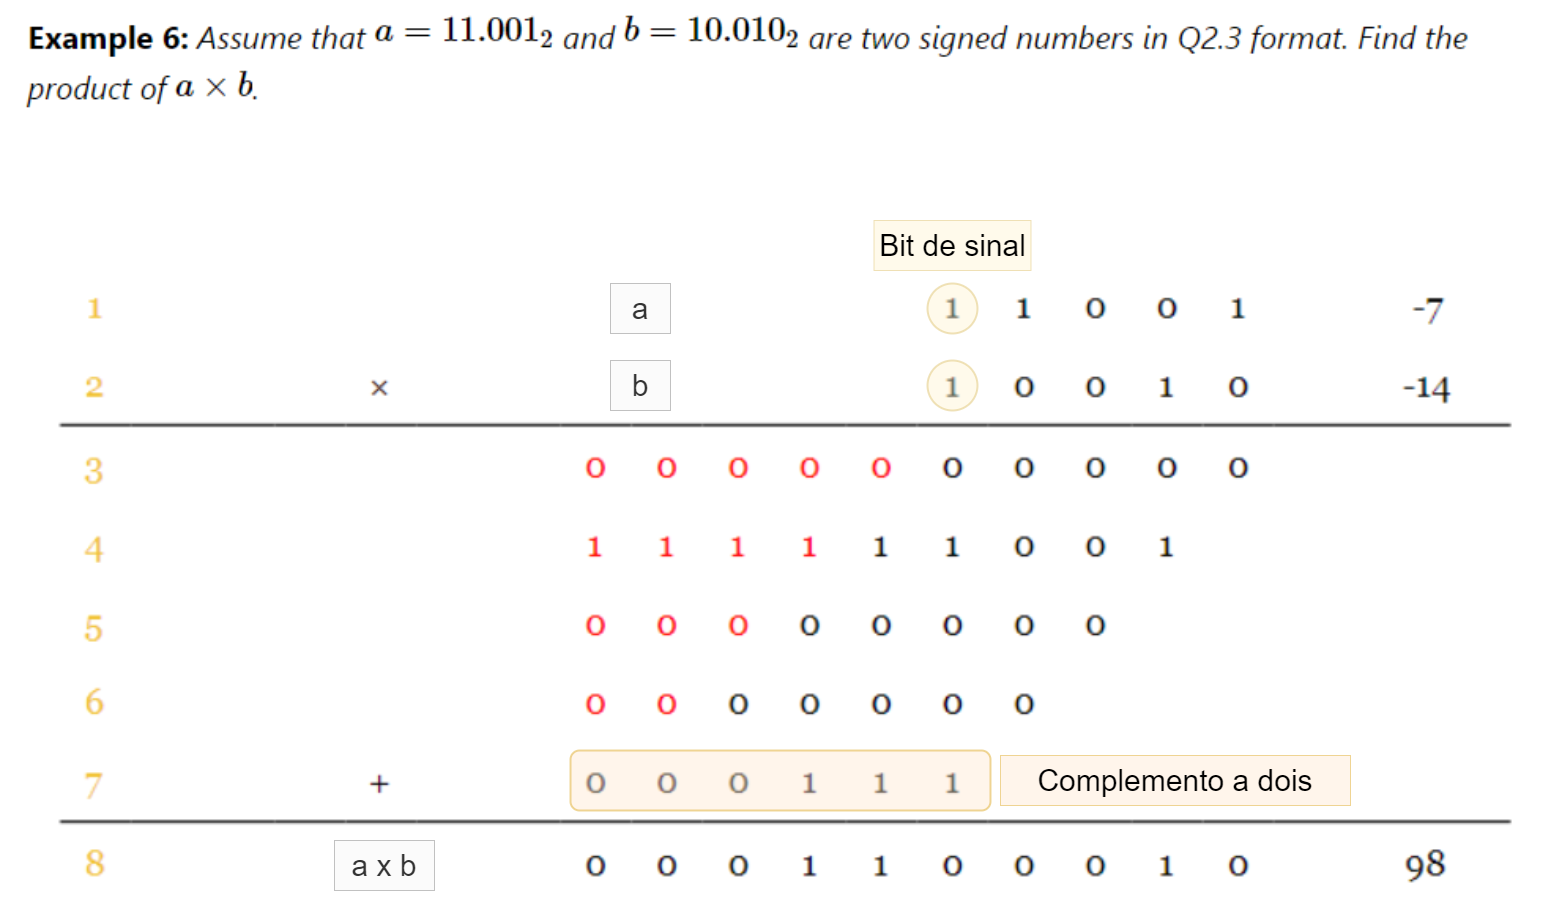 Example 6: Assume that a = 11.001₂ and b = 10.010₂ are two signed numbers in Q2.3 format. Find the
product of a × b.
Bit de sinal
1 a 1 1 0 0 1 -7
2 × b 1 0 0 1 0 -14
3 0 0 0 0 0 0 0 0 0 0
4 1 1 1 1 1 1 0 0 1
5 0 0 0 0 0 0 0 0
6 0 0 0 0 0 0 0
7 + 0 0 0 1 1 1 Complemento a dois
8 a x b 0 0 0 1 1 0 0 0 1 0 98